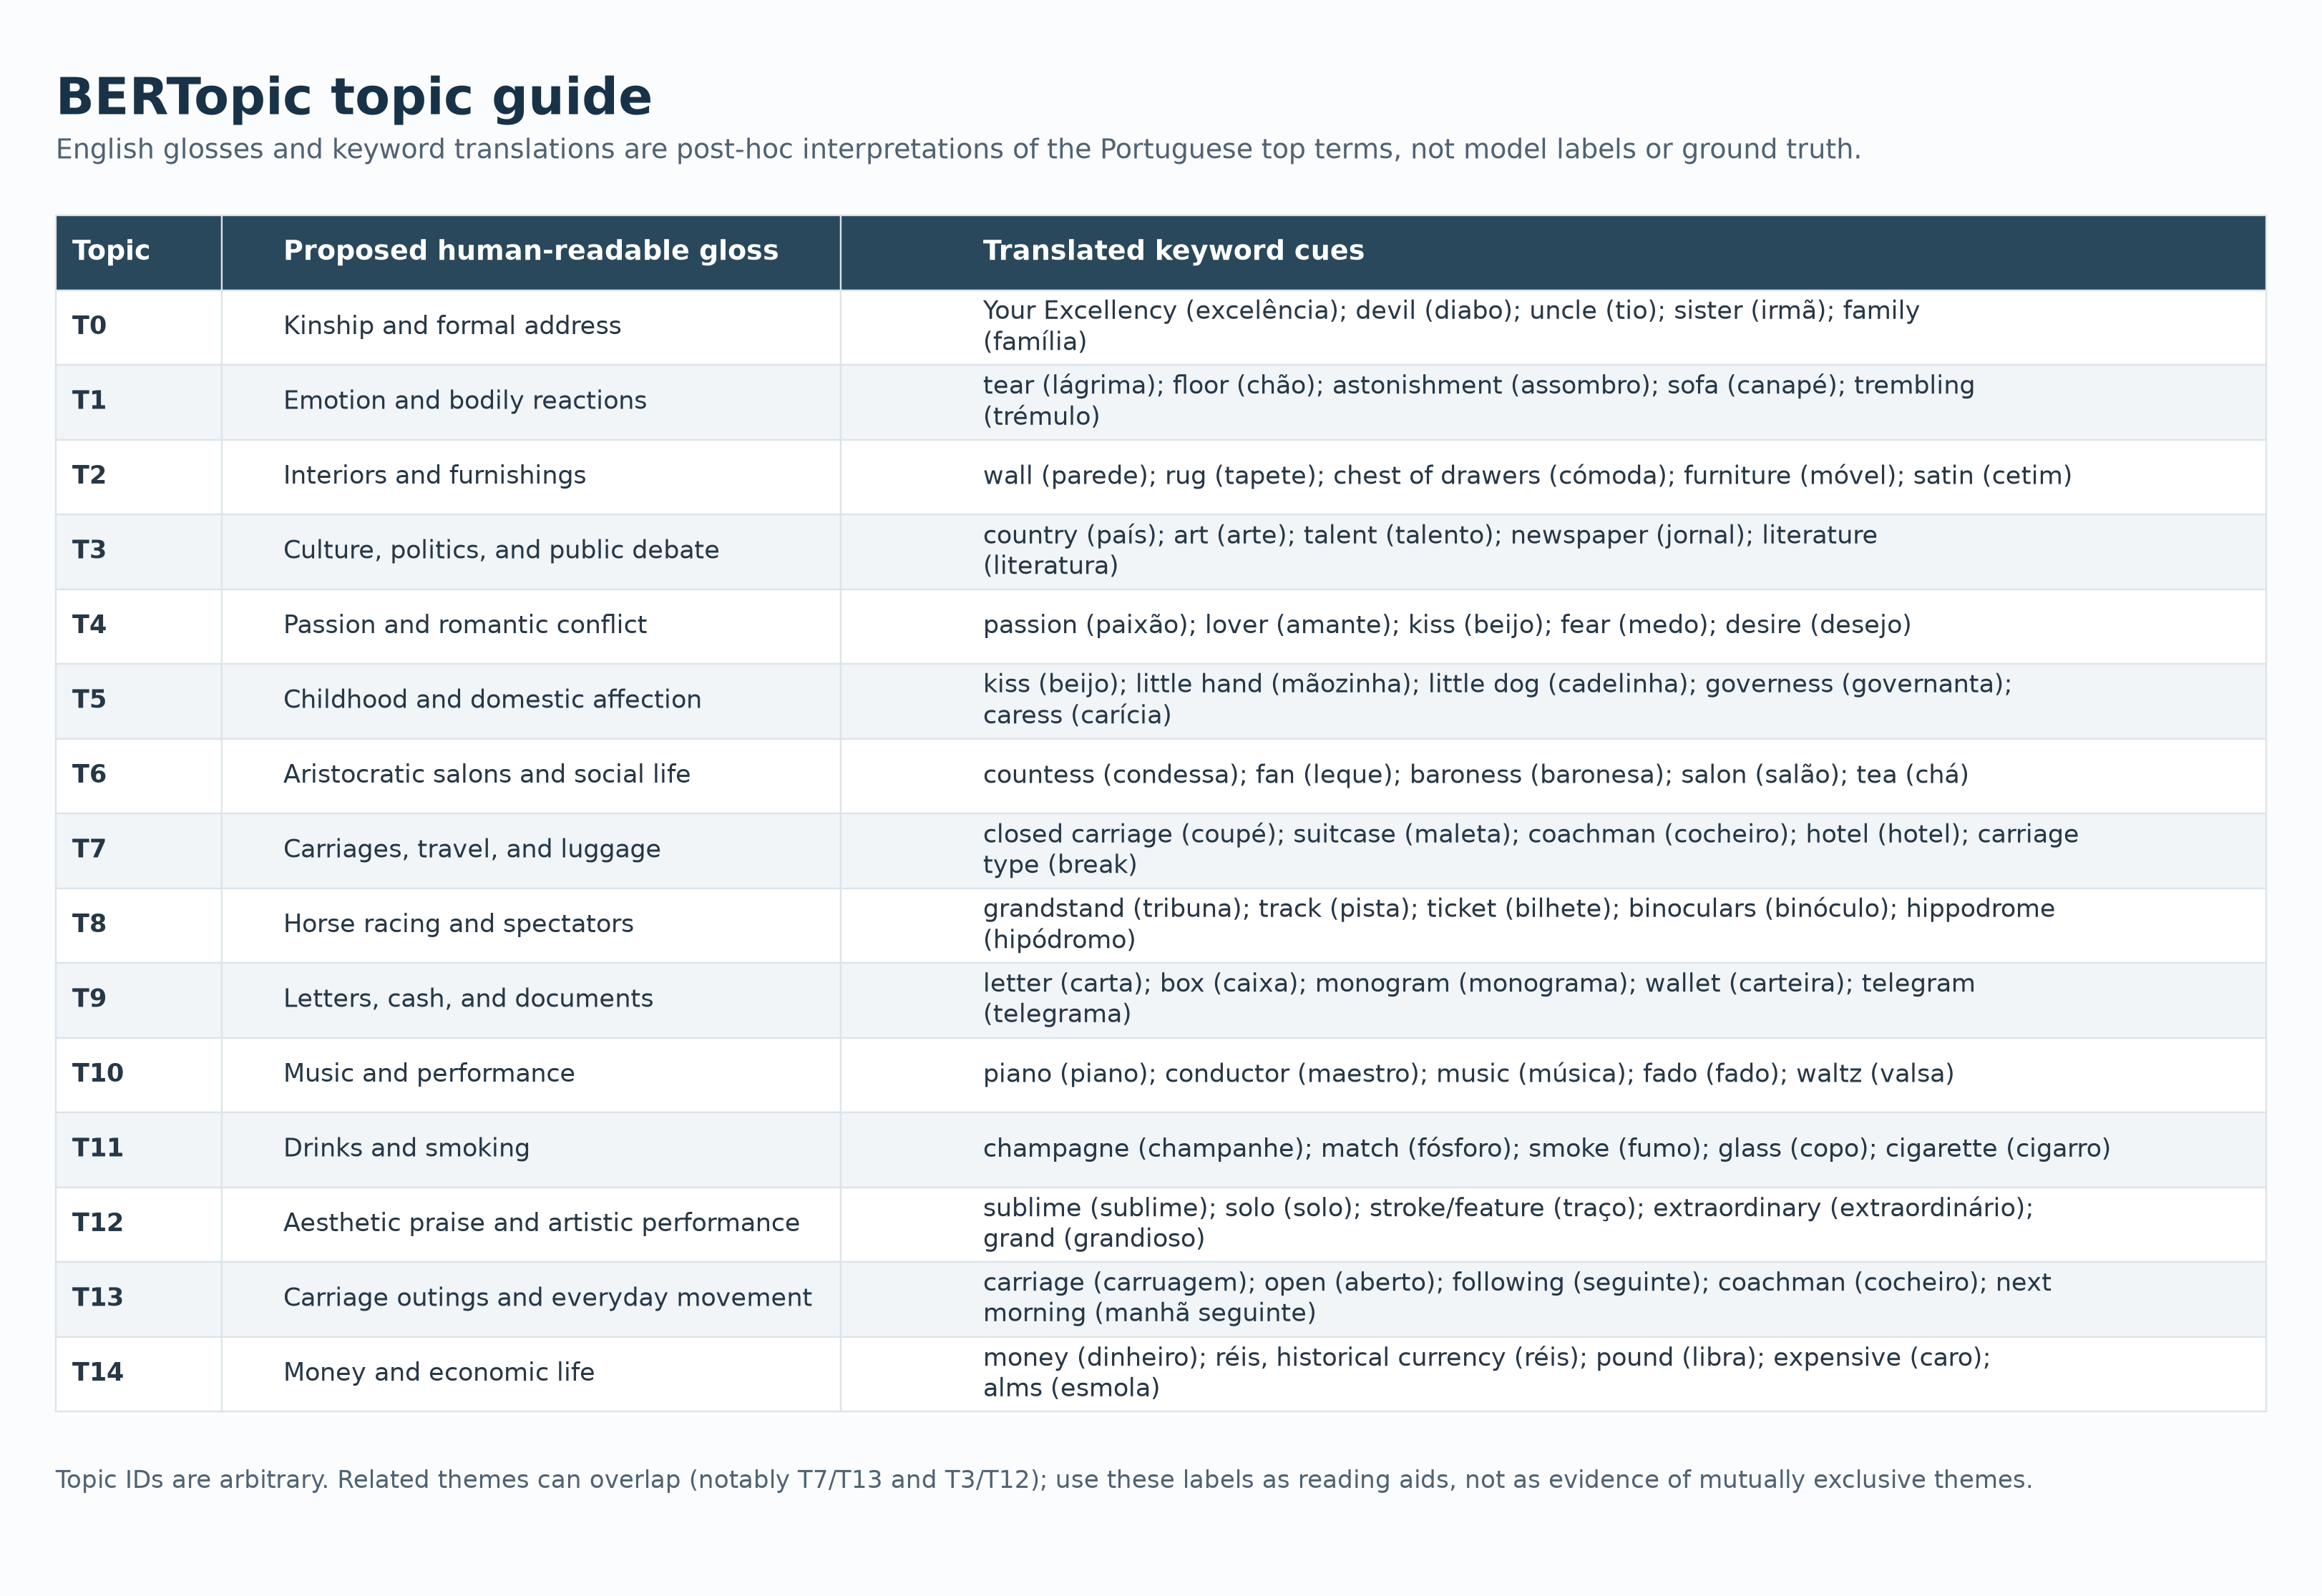 BERTopic topic guide
English glosses and keyword translations are post-hoc interpretations of the Portuguese top terms, not model labels or ground truth.
Topic Proposed human-readable gloss Translated keyword cues
T0 Kinship and formal address Your Excellency (excelência); devil (diabo); uncle (tio); sister (irmã); family
(família)
T1 Emotion and bodily reactions tear (lágrima); floor (chão); astonishment (assombro); sofa (canapé); trembling
(trémulo)
T2 Interiors and furnishings wall (parede); rug (tapete); chest of drawers (cómoda); furniture (móvel); satin (cetim)
T3 Culture, politics, and public debate country (país); art (arte); talent (talento); newspaper (jornal); literature
(literatura)
T4 Passion and romantic conflict passion (paixão); lover (amante); kiss (beijo); fear (medo); desire (desejo)
T5 Childhood and domestic affection kiss (beijo); little hand (mãozinha); little dog (cadelinha); governess (governanta);
caress (carícia)
T6 Aristocratic salons and social life countess (condessa); fan (leque); baroness (baronesa); salon (salão); tea (chá)
T7 Carriages, travel, and luggage closed carriage (coupé); suitcase (maleta); coachman (cocheiro); hotel (hotel); carriage
type (break)
T8 Horse racing and spectators grandstand (tribuna); track (pista); ticket (bilhete); binoculars (binóculo); hippodrome
(hipódromo)
T9 Letters, cash, and documents letter (carta); box (caixa); monogram (monograma); wallet (carteira); telegram
(telegrama)
T10 Music and performance piano (piano); conductor (maestro); music (música); fado (fado); waltz (valsa)
T11 Drinks and smoking champagne (champanhe); match (fósforo); smoke (fumo); glass (copo); cigarette (cigarro)
T12 Aesthetic praise and artistic performance sublime (sublime); solo (solo); stroke/feature (traço); extraordinary (extraordinário);
grand (grandioso)
T13 Carriage outings and everyday movement carriage (carruagem); open (aberto); following (seguinte); coachman (cocheiro); next
morning (manhã seguinte)
T14 Money and economic life money (dinheiro); réis, historical currency (réis); pound (libra); expensive (caro);
alms (esmola)
Topic IDs are arbitrary. Related themes can overlap (notably T7/T13 and T3/T12); use these labels as reading aids, not as evidence of mutually exclusive themes.